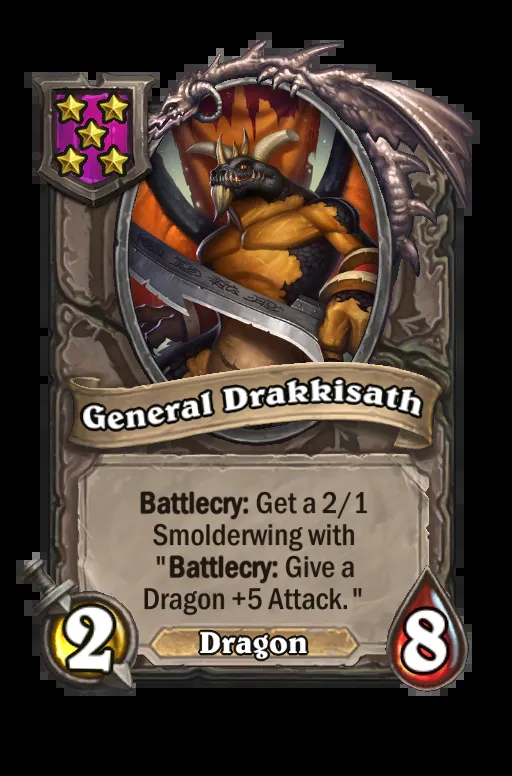 General Drakkisath
Battlecry: Get a 2/1
Smolderwing with
"Battlecry: Give a
Dragon +5 Attack."
2
Dragon
8